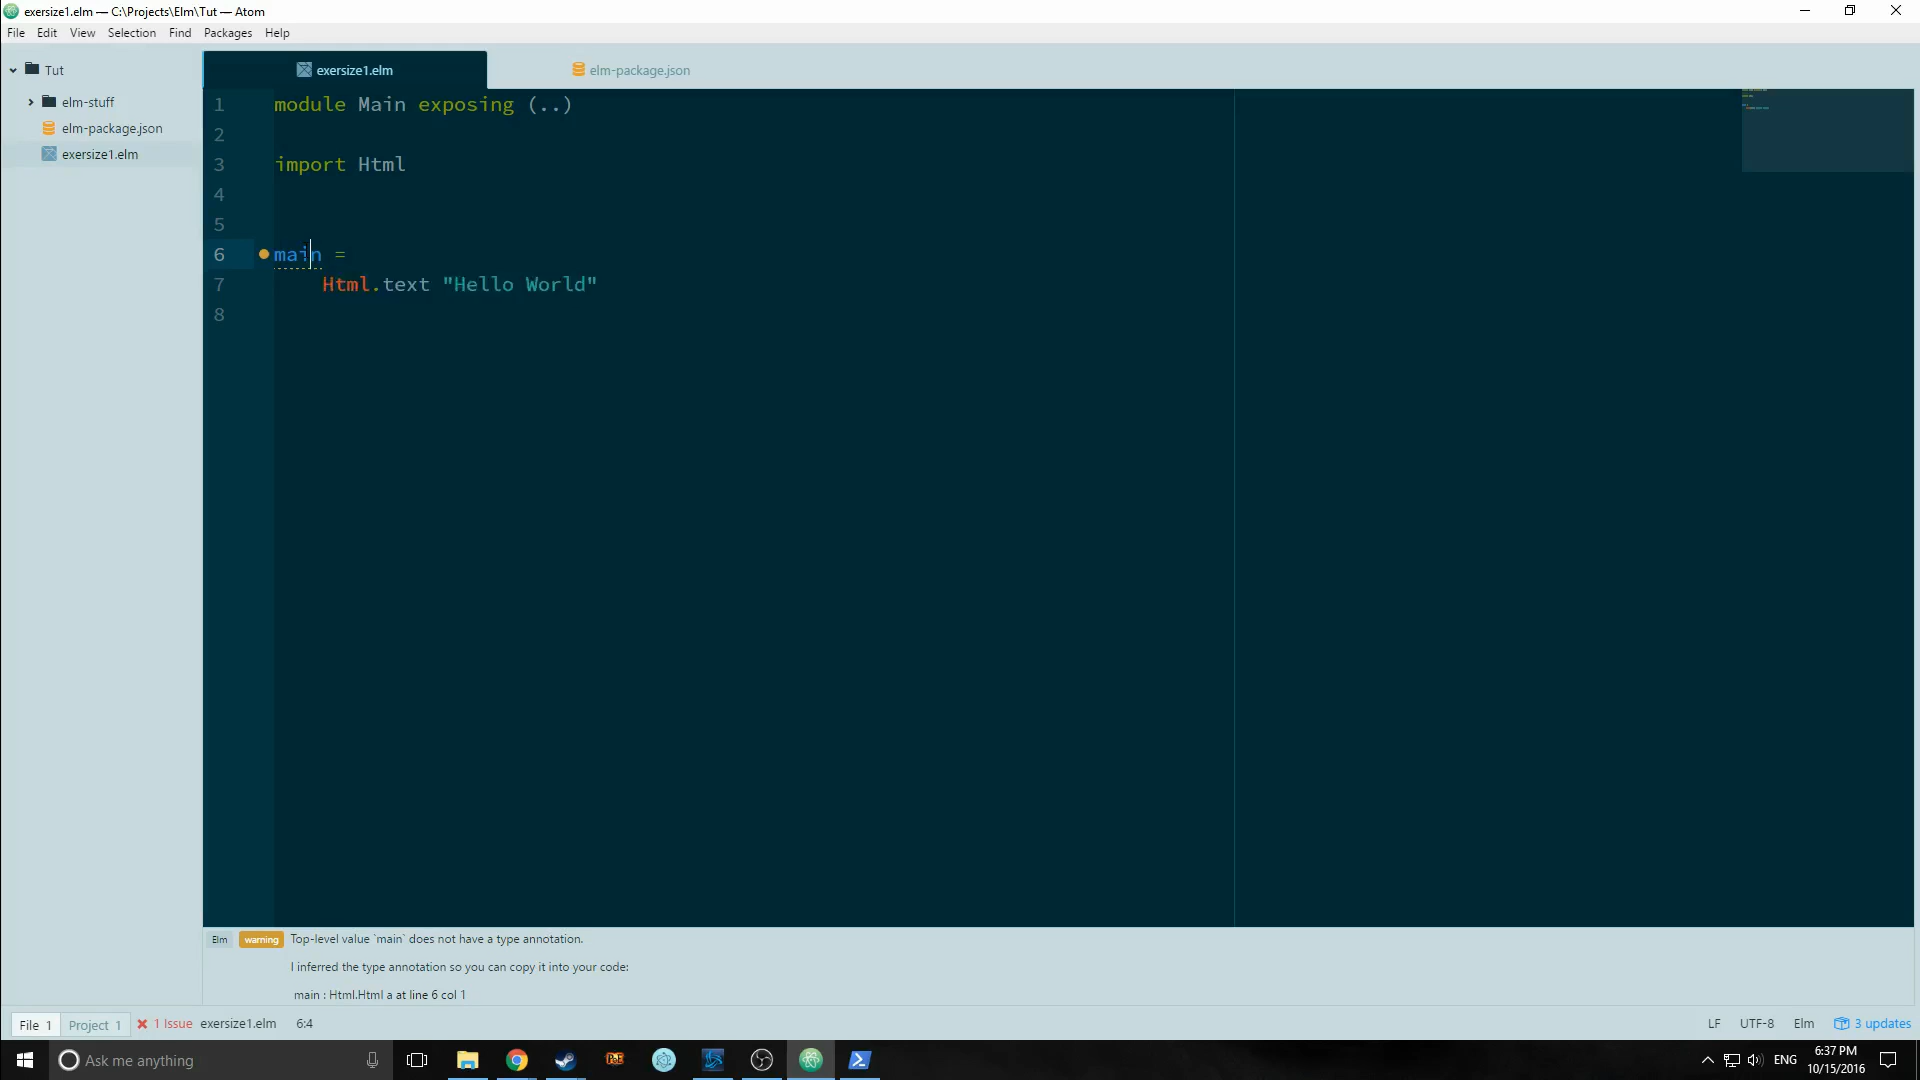 exersize1.elm — C:\Projects\Elm\Tut — Atom
File Edit View Selection Find Packages Help
Tut
elm-stuff
elm-package.json
exersize1.elm
exersize1.elm
elm-package.json
1 module Main exposing (..)
2
3 import Html
4
5
6 main =
7 Html.text "Hello World"
8
Elm warning Top-level value `main` does not have a type annotation.
I inferred the type annotation so you can copy it into your code:
main : Html.Html a at line 6 col 1
File 1 Project 1 1 Issue exersize1.elm 6:4 LF UTF-8 Elm 3 updates
Ask me anything
PoE
ENG
6:37 PM
10/15/2016